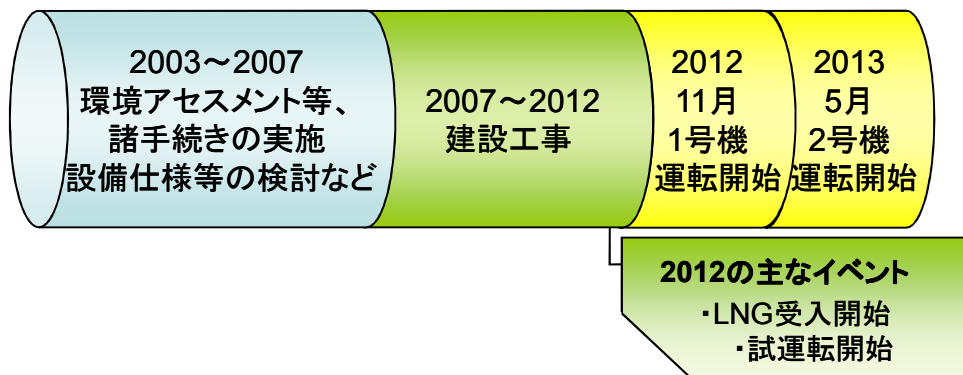 2003～2007
環境アセスメント等、
諸手続きの実施
設備仕様等の検討など
2007～2012
建設工事
2012
11月
1号機
運転開始
2013
5月
2号機
運転開始
2012の主なイベント
・LNG受入開始
・試運転開始